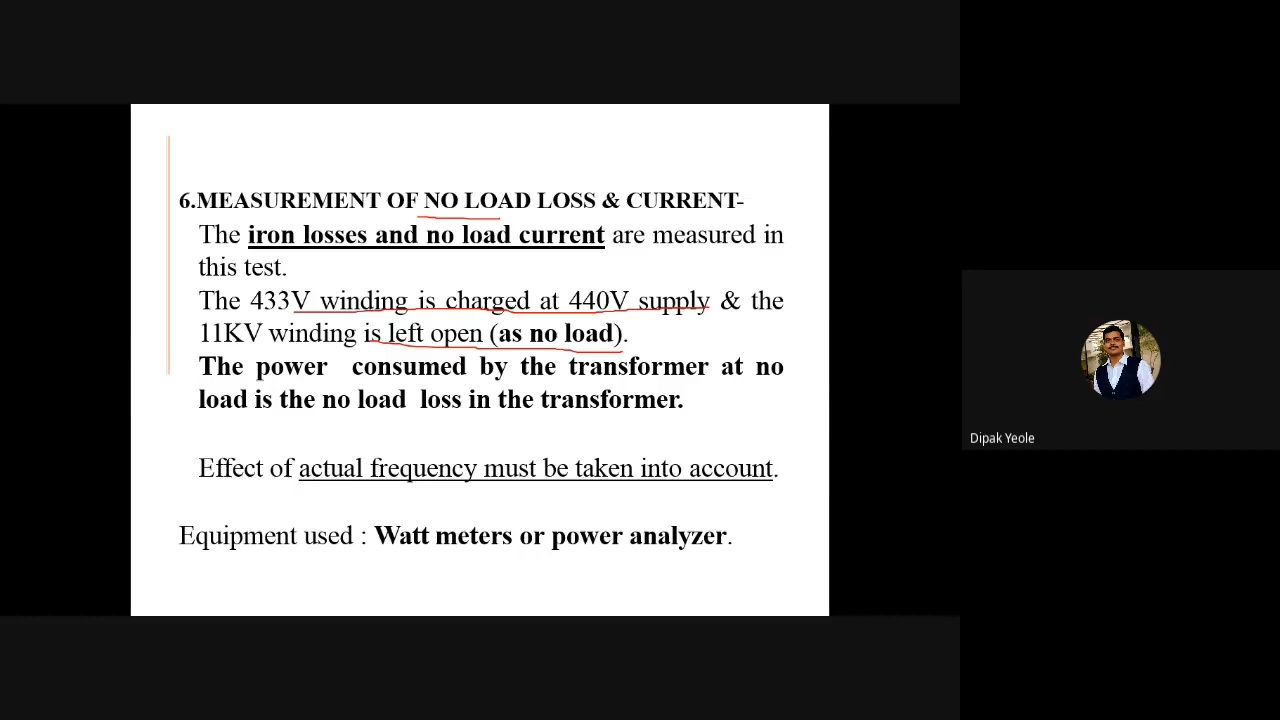 6.MEASUREMENT OF NO LOAD LOSS & CURRENT-
The iron losses and no load current are measured in
this test.
The 433V winding is charged at 440V supply & the
11KV winding is left open (as no load).
The power consumed by the transformer at no
load is the no load loss in the transformer.
Effect of actual frequency must be taken into account.
Equipment used : Watt meters or power analyzer.
Dipak Yeole